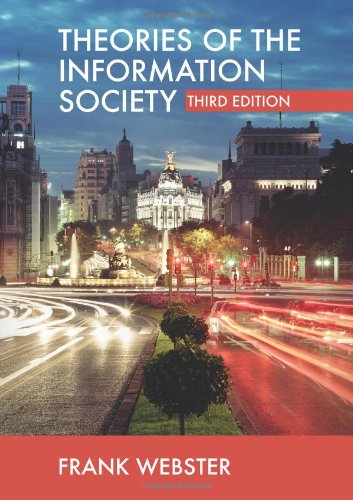 THEORIES OF THE
INFORMATION
SOCIETY
THIRD EDITION
FRANK WEBSTER